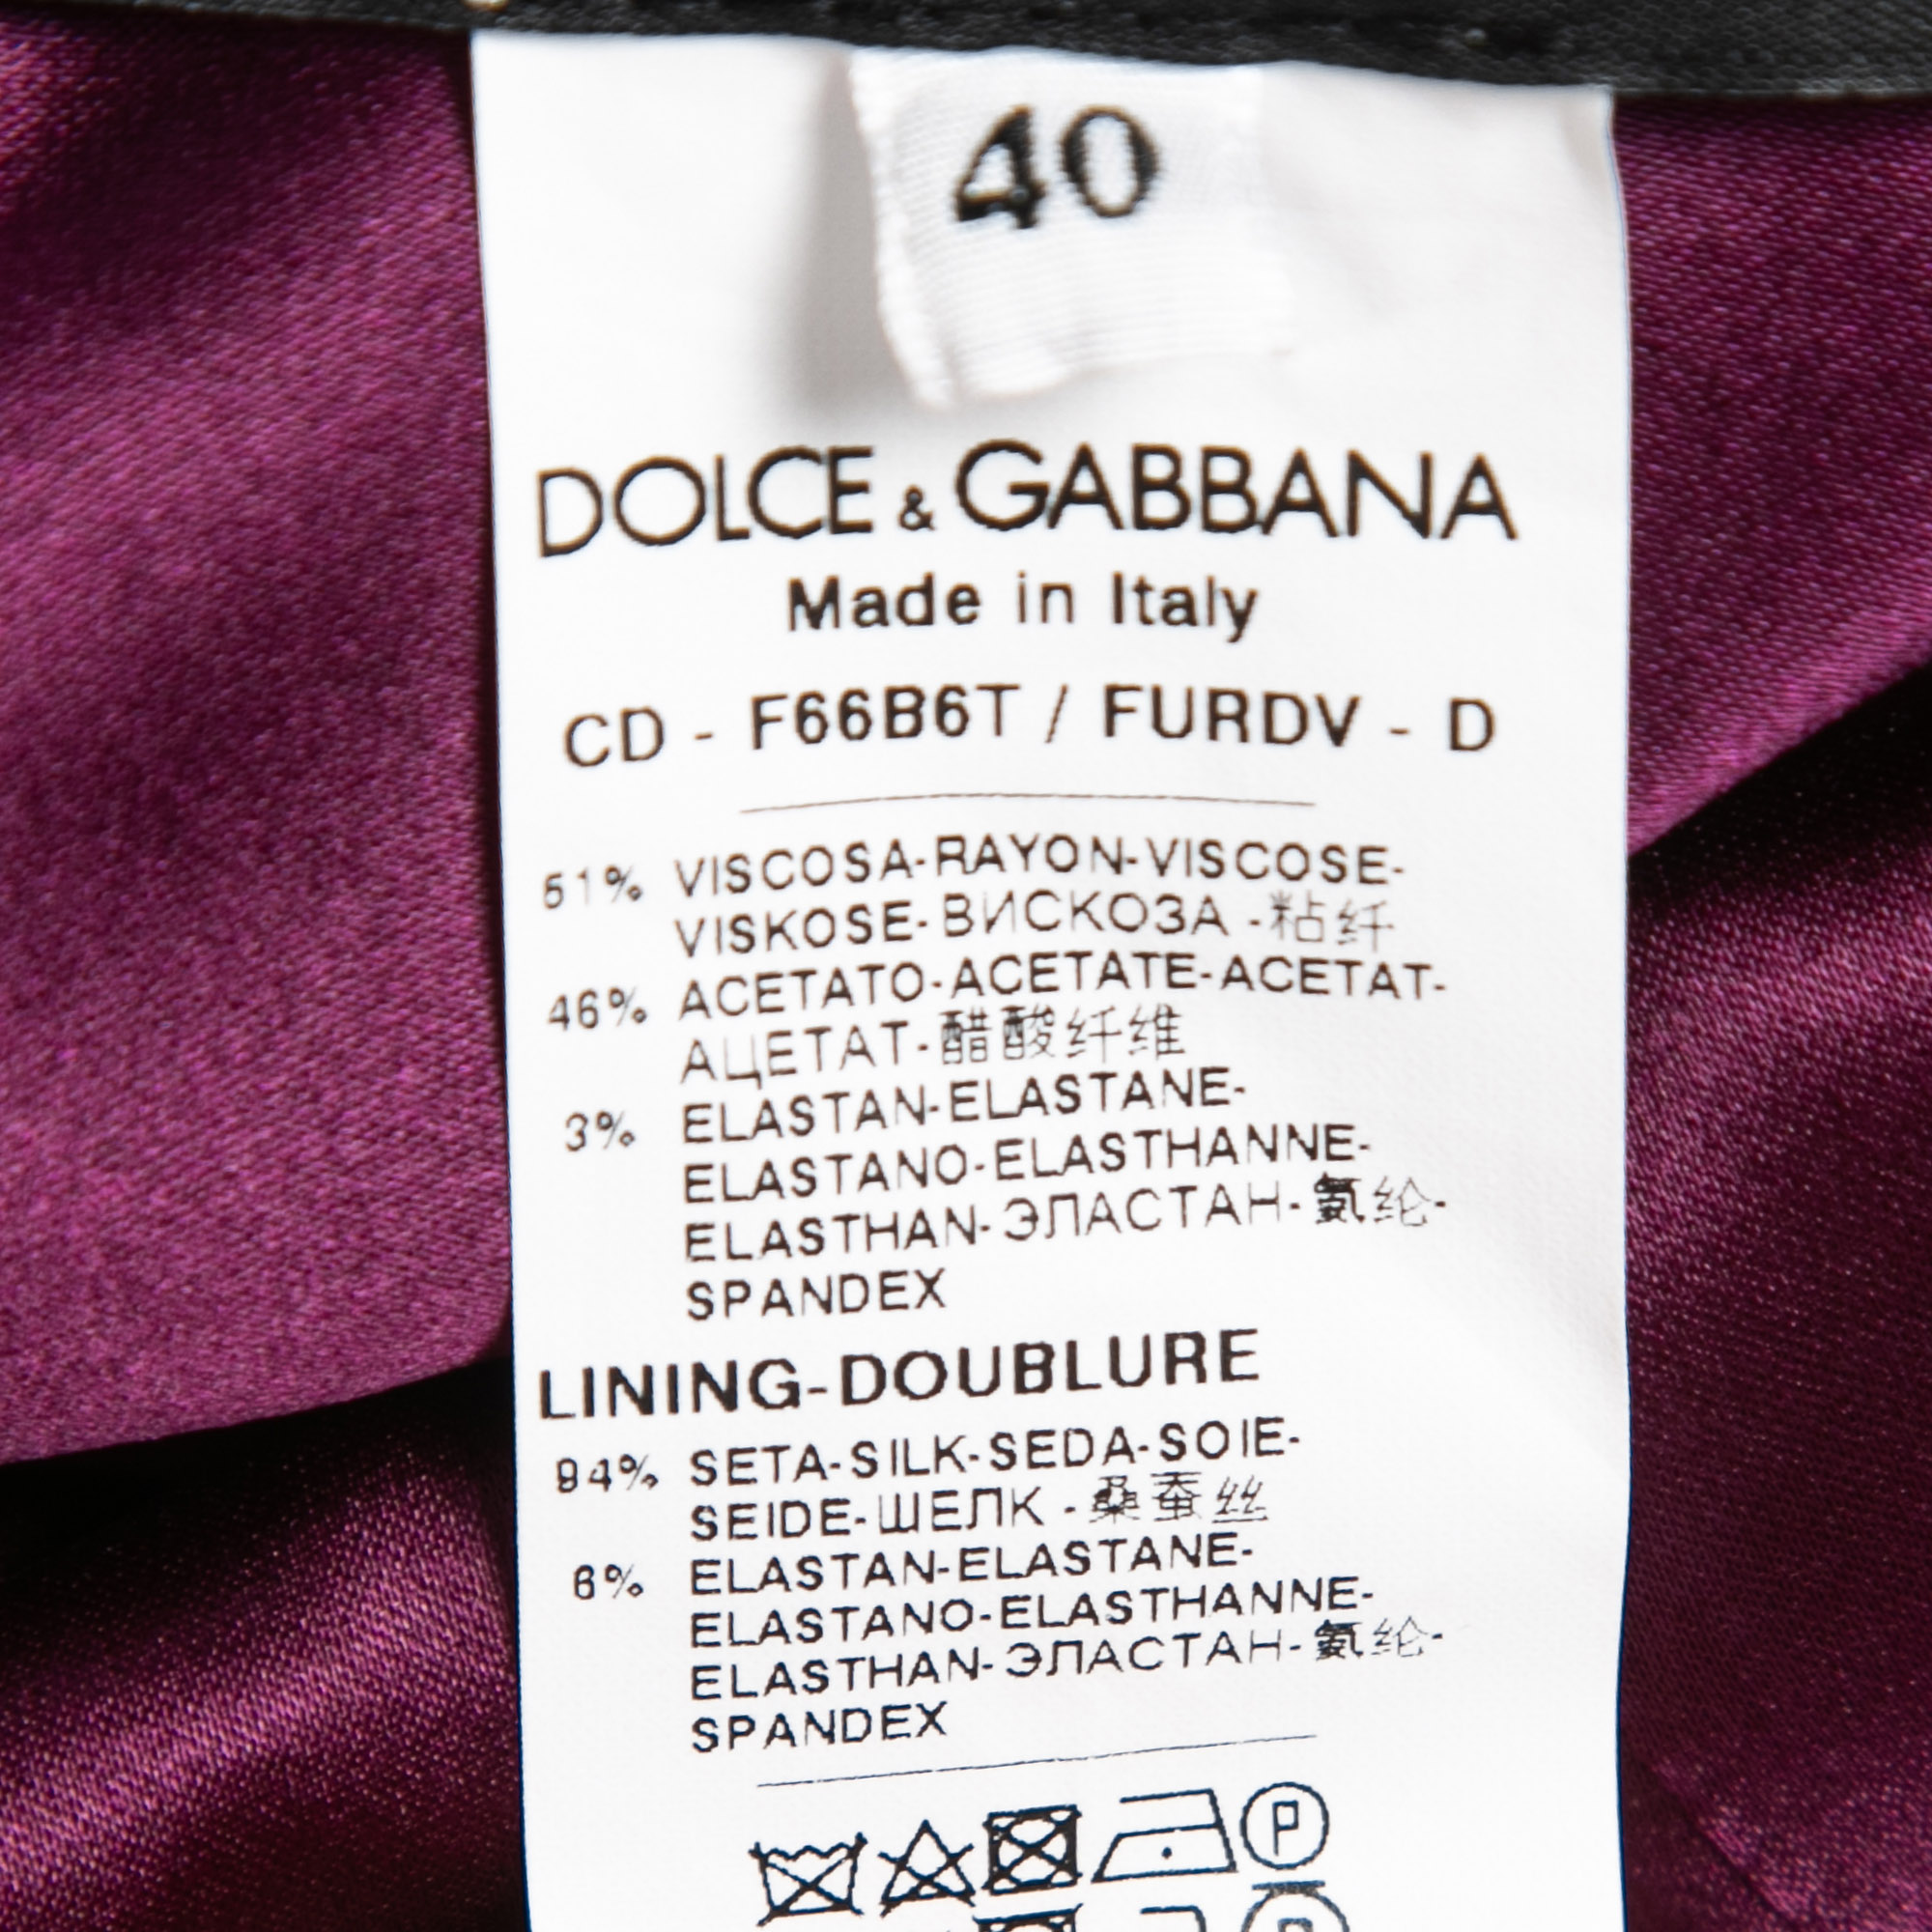 40
DOLCE & GABBANA
Made in Italy
CD - F66B6T / FURDV - D
51% VISCOSA-RAYON-VISCOSE-
VISKOSE-ВИСКОЗА -粘纤
46% ACETATO-ACETATE-ACETAT-
АЦЕТАТ-醋酸纤维
3% ELASTAN-ELASTANE-
ELASTANO-ELASTHANNE-
ELASTHAN-ЭЛАСТАН-氨纶-
SPANDEX
LINING-DOUBLURE
94% SETA-SILK-SEDA-SOIE-
SEIDE-ШЕЛК -桑蚕丝
6% ELASTAN-ELASTANE-
ELASTANO-ELASTHANNE-
ELASTHAN-ЭЛАСТАН-氨纶-
SPANDEX
P